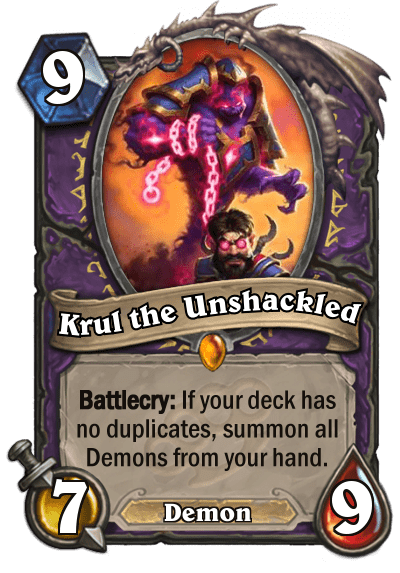 9
Krul the Unshackled
Battlecry: If your deck has
no duplicates, summon all
Demons from your hand.
7
Demon
9